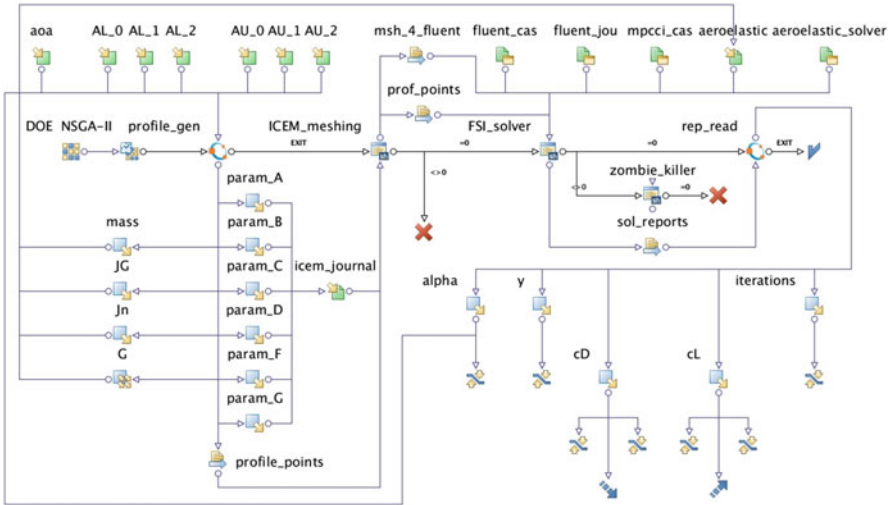 aoa AL_0 AL_1 AL_2 AU_0 AU_1 AU_2 msh_4_fluent fluent_cas fluent_jou mpcci_cas aeroelastic aeroelastic_solver
prof_points
DOE NSGA-II profile_gen ICEM_meshing FSI_solver rep_read
EXIT =0 =0 EXIT
zombie_killer
<>0 <>0 =0
param_A
mass param_B sol_reports
JG param_C icem_journal alpha y iterations
Jn param_D
G param_F cD cL
param_G
profile_points